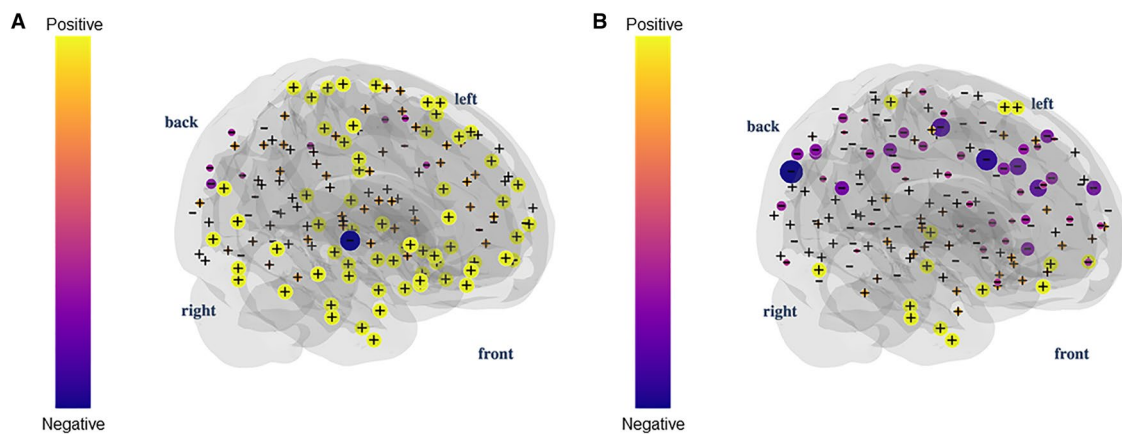 A
Positive
Negative
left
back
right
front
B
Positive
Negative
left
back
right
front